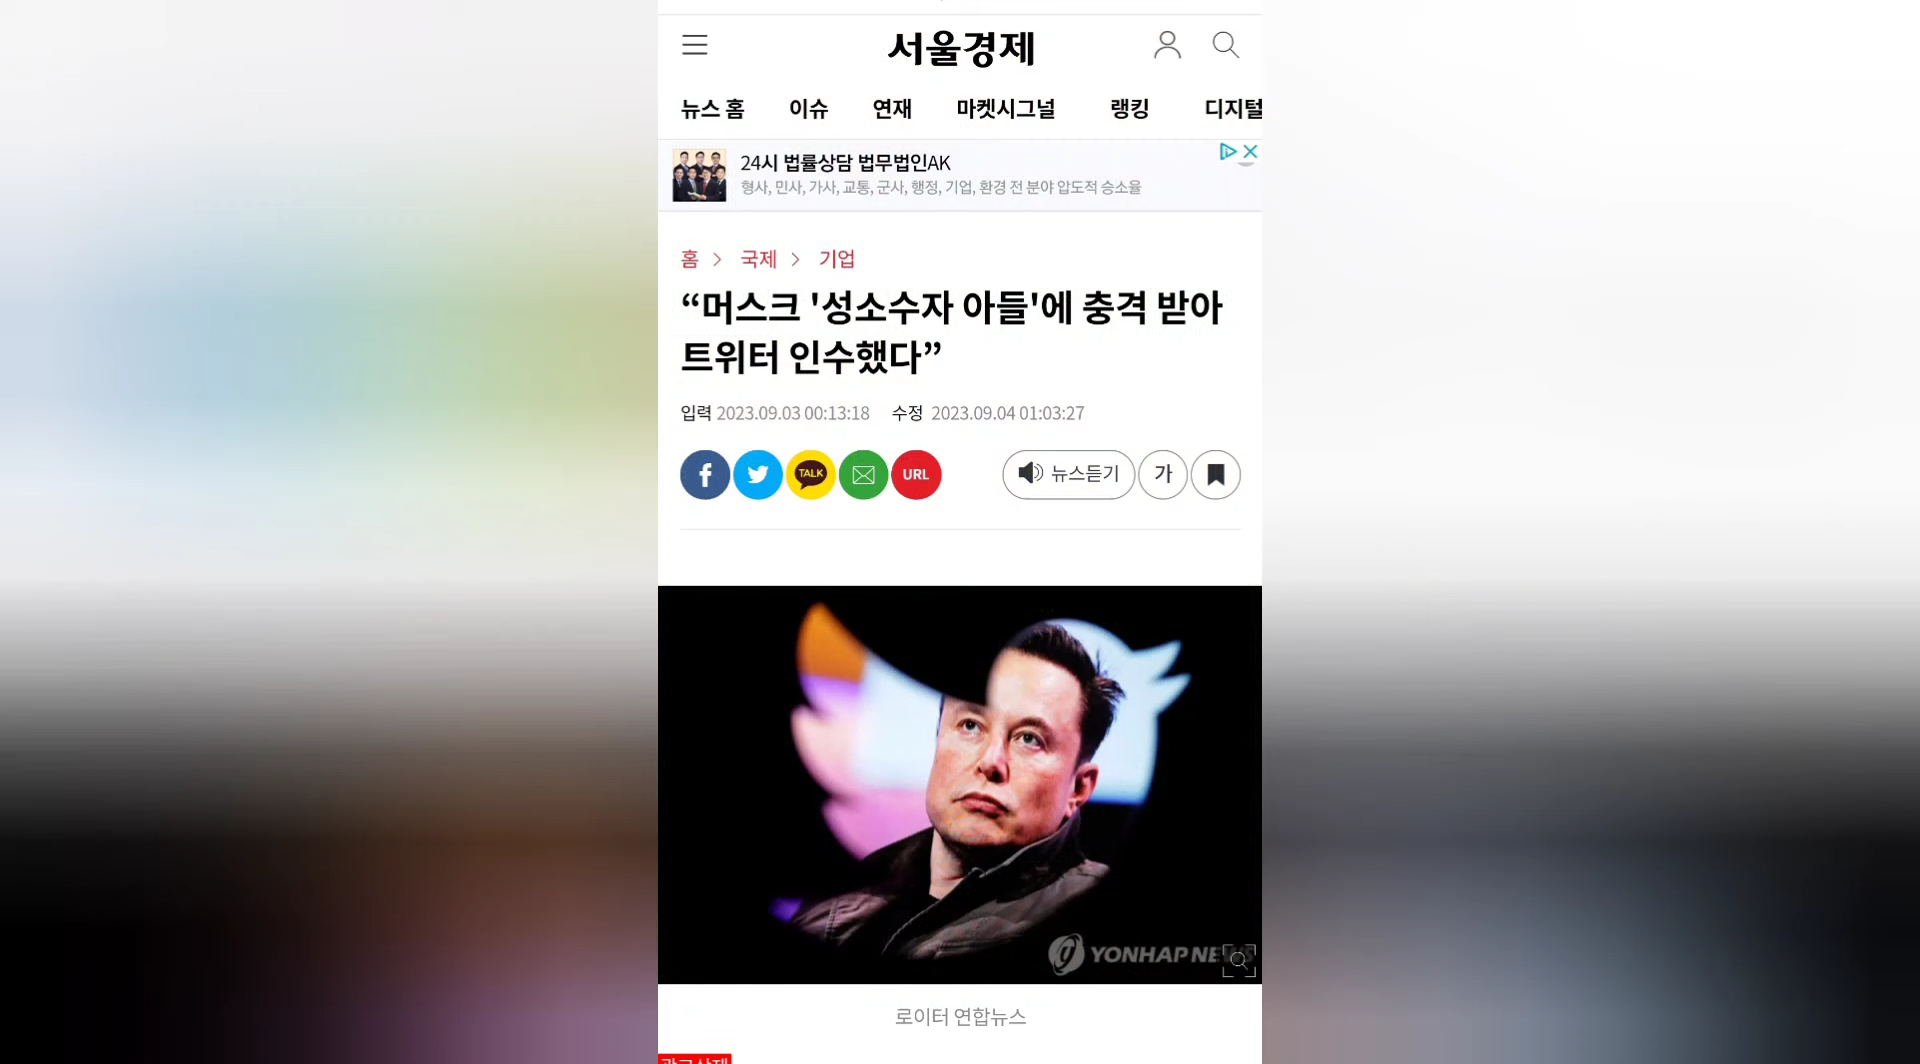 서울경제
뉴스 홈 이슈 연재 마켓시그널 랭킹 디지털
24시 법률상담 법무법인AK
형사, 민사, 가사, 교통, 군사, 행정, 기업, 환경 전 분야 압도적 승소율
홈 > 국제 > 기업
“머스크 '성소수자 아들'에 충격 받아
트위터 인수했다”
입력 2023.09.03 00:13:18 수정 2023.09.04 01:03:27
f TALK URL 뉴스듣기 가
YONHAP NEWS
로이터 연합뉴스